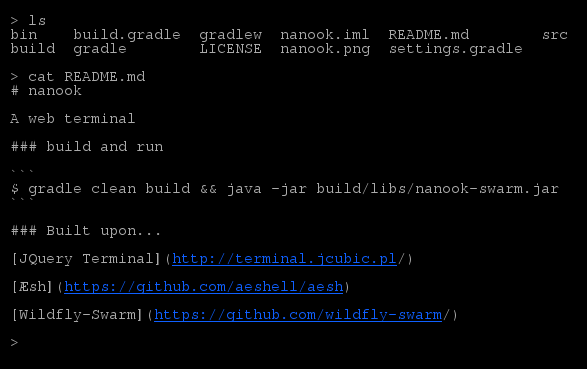 > ls
bin    build.gradle  gradlew  nanook.iml  README.md        src
build  gradle        LICENSE  nanook.png  settings.gradle
> cat README.md
# nanook
A web terminal
### build and run
```
$ gradle clean build && java -jar build/libs/nanook-swarm.jar
```
### Built upon...
[JQuery Terminal](http://terminal.jcubic.pl/)
[Æsh](https://github.com/aeshell/aesh)
[Wildfly-Swarm](https://github.com/wildfly-swarm/)
>